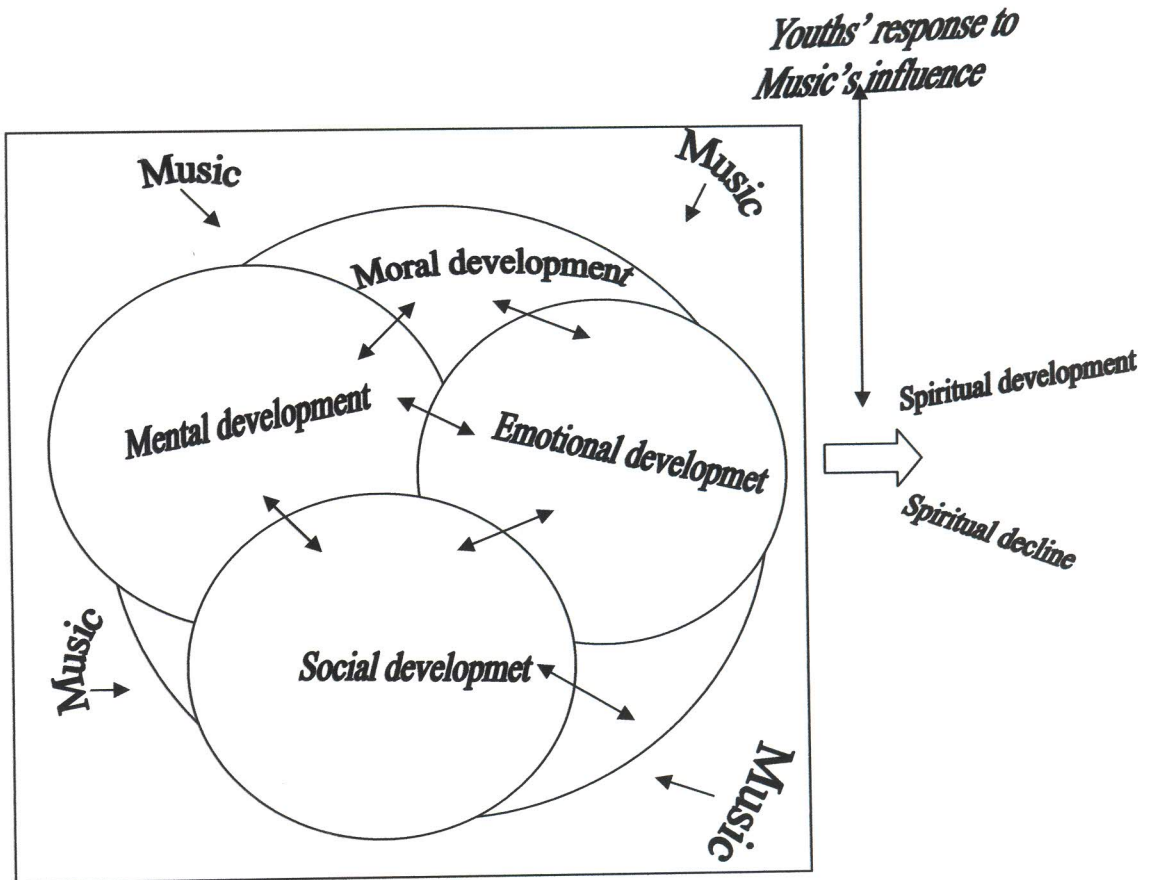 Youths' response to
Music's influence
Music
Music
Moral development
Mental development
Emotional developmet
Spiritual development
Spiritual decline
Music
Social developmet
Music